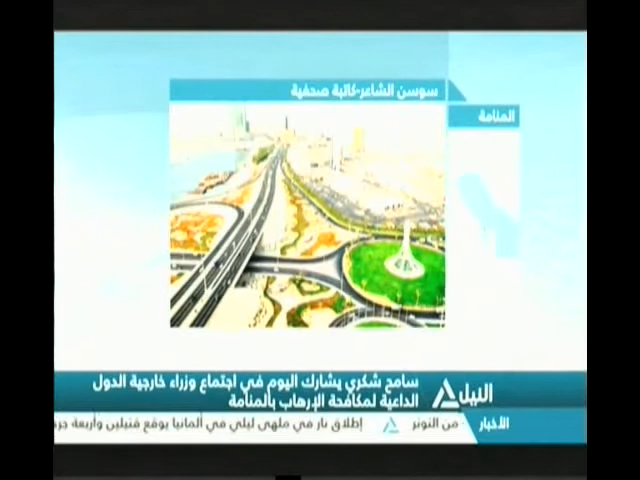 سوسن الشاعر-كاتبة صحفية
المنامة
سامح شكري يشارك اليوم في اجتماع وزراء خارجية الدول
الداعية لمكافحة الإرهاب بالمنامة
النيل
الأخبار
من التوتر
إطلاق نار في ملهى ليلي في ألمانيا يوقع قتيلين وأربعة